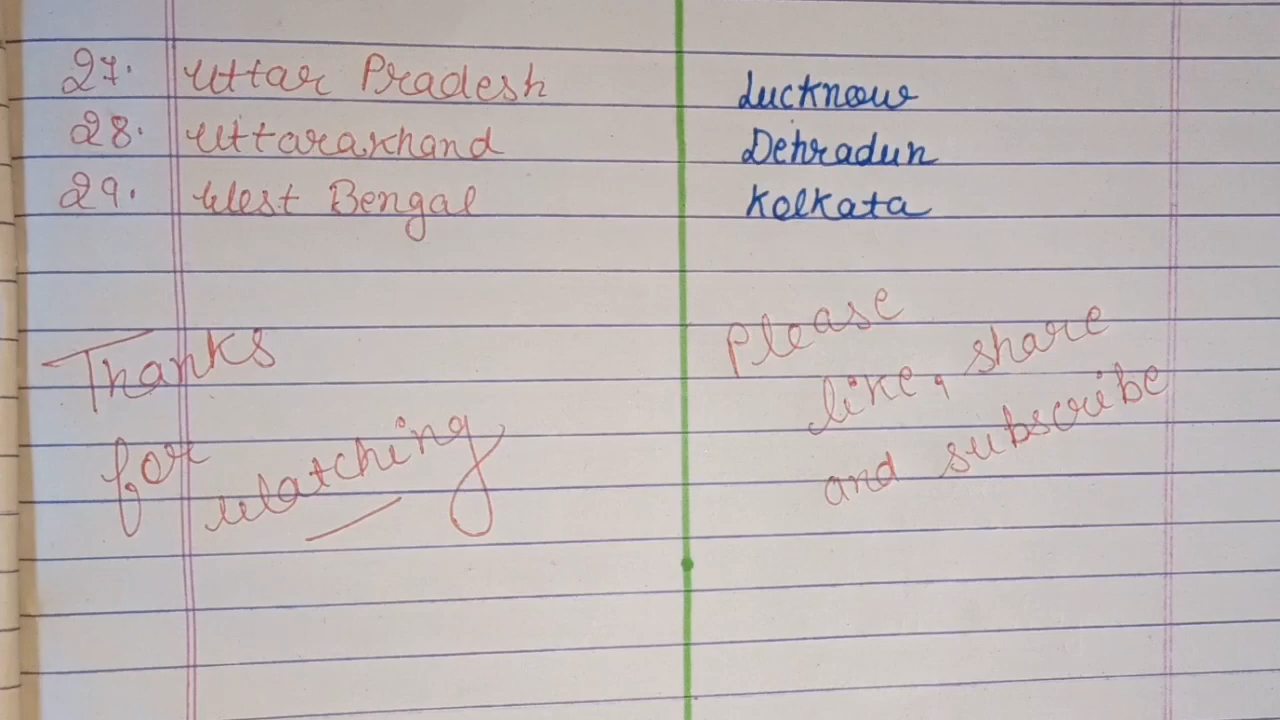 27. Uttar Pradesh Lucknow
28. Uttarakhand Dehradun
29. West Bengal Kolkata
Thanks
for
watching
Please
like, share
and subscribe